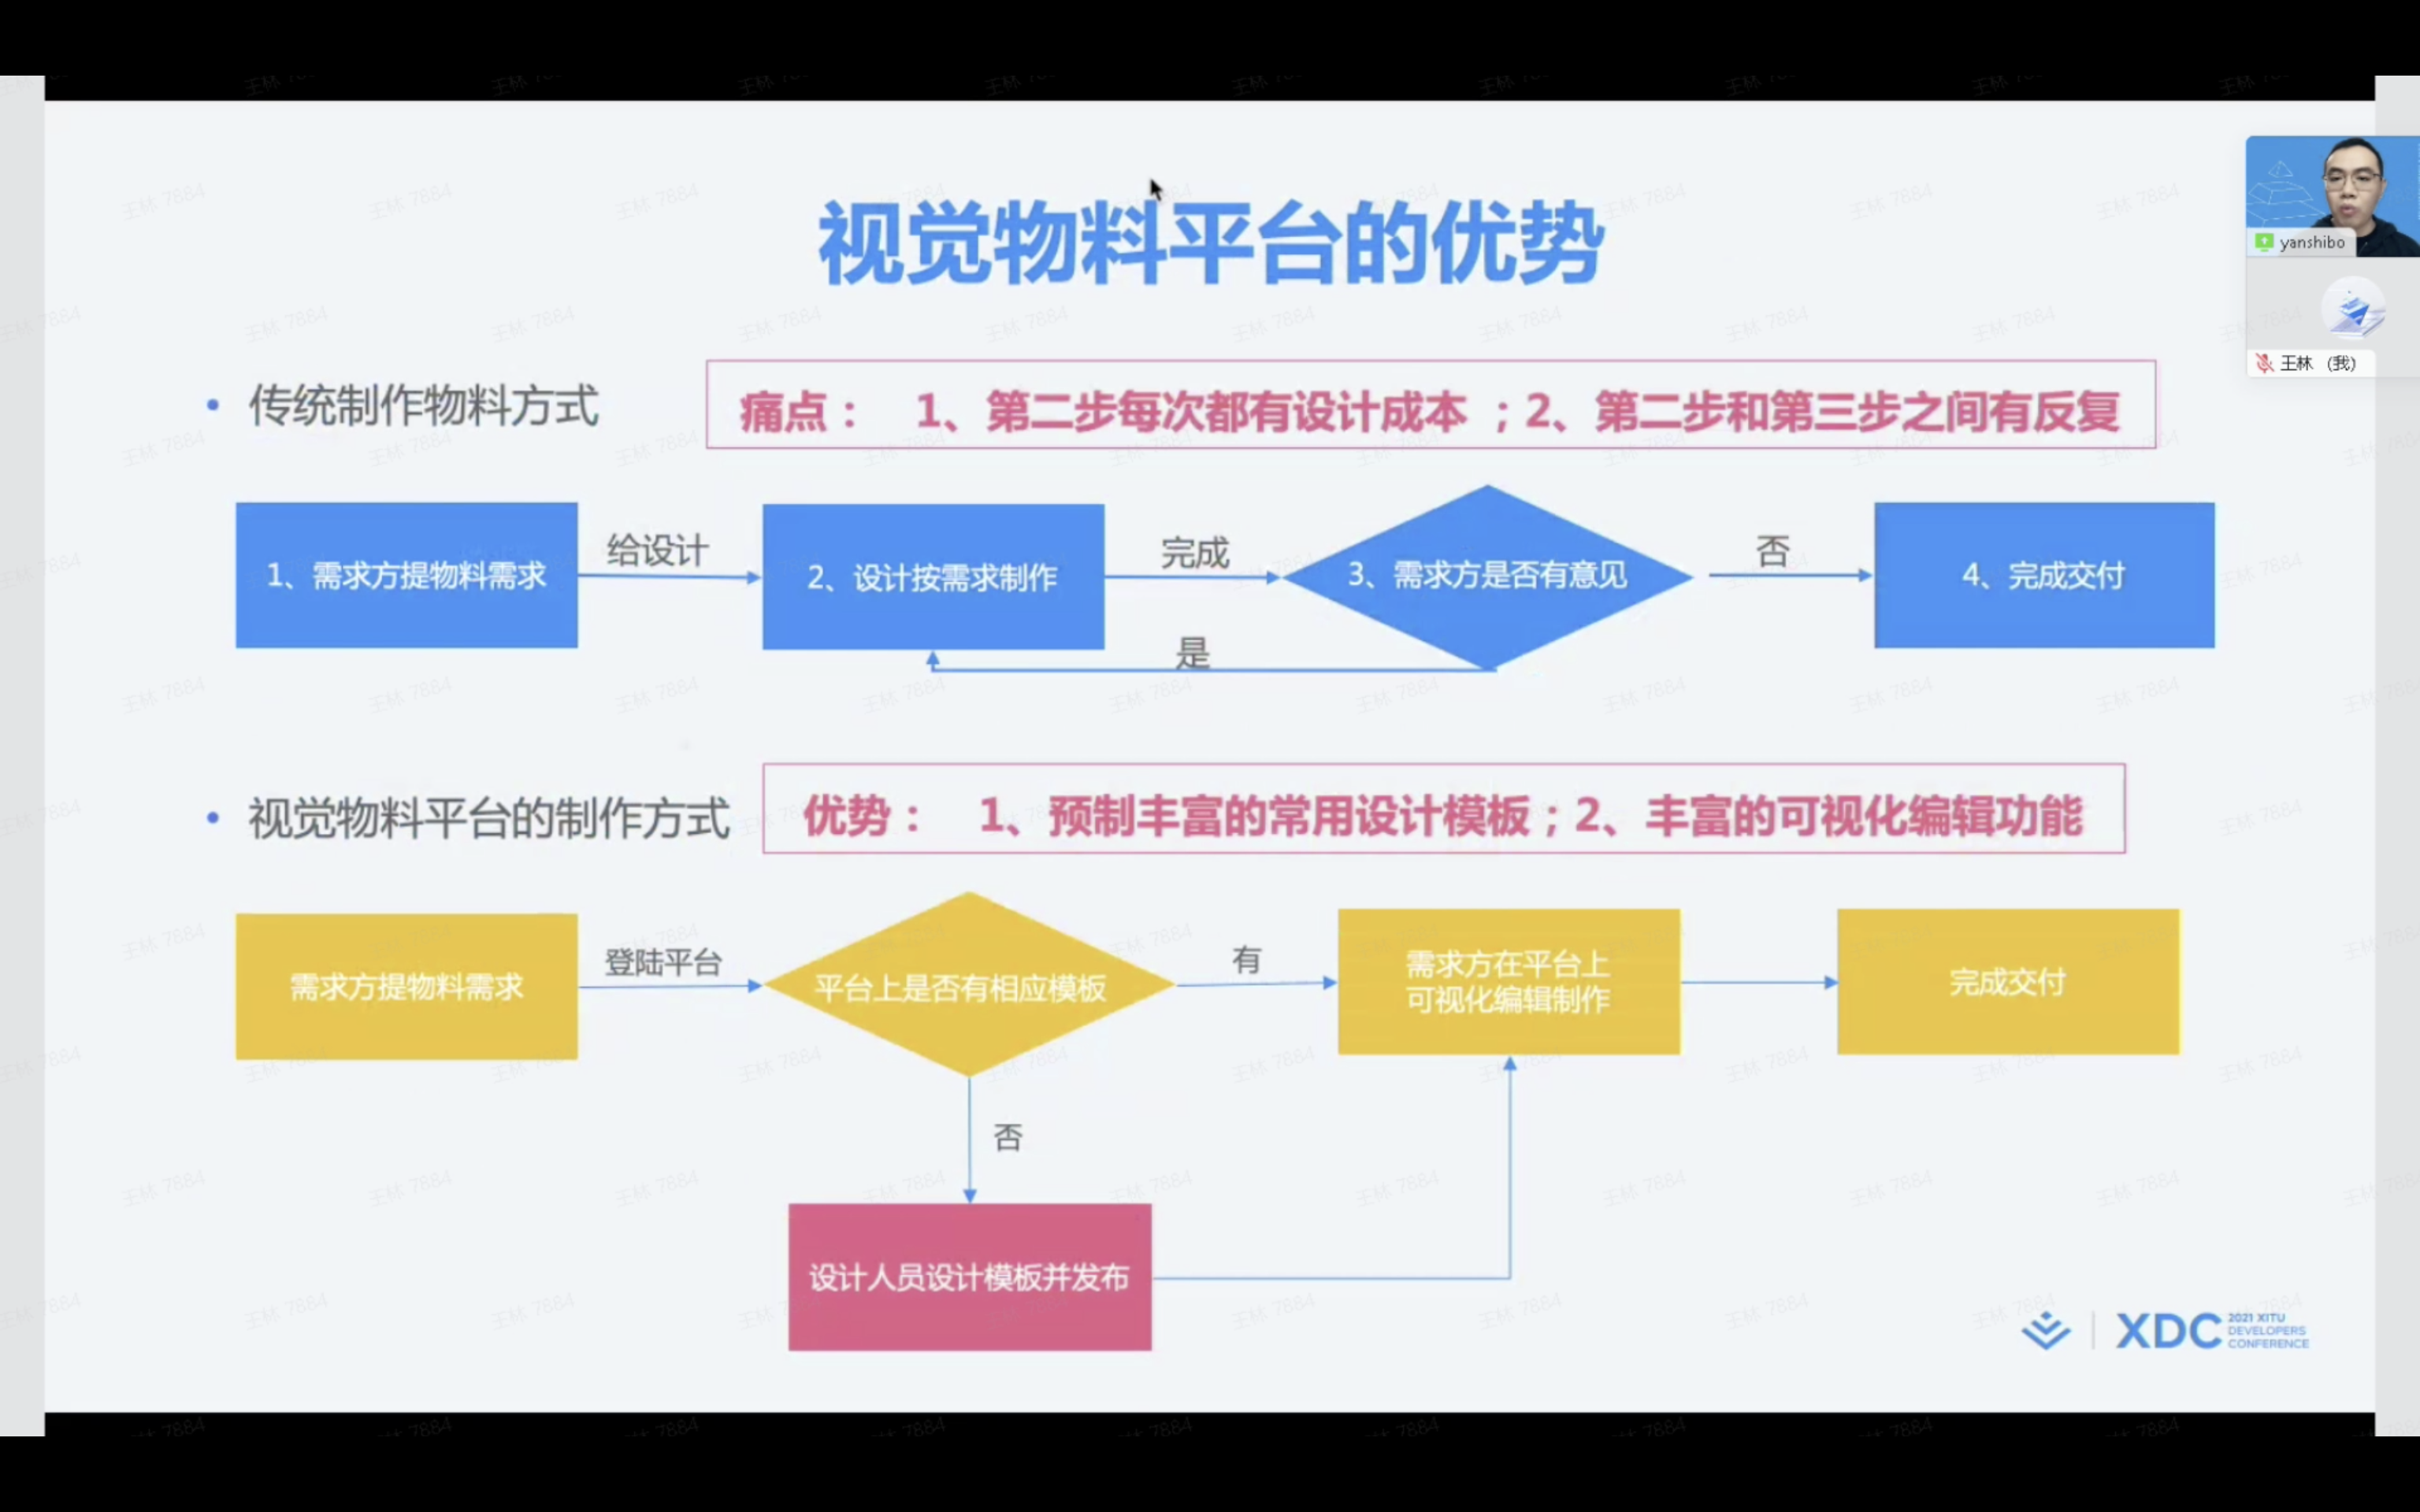 视觉物料平台的优势
yanshibo
王林 （我）
• 传统制作物料方式
痛点： 1、第二步每次都有设计成本 ；2、第二步和第三步之间有反复
1、需求方提物料需求
给设计
2、设计按需求制作
完成
3、需求方是否有意见
否
4、完成交付
是
• 视觉物料平台的制作方式
优势： 1、预制丰富的常用设计模板；2、丰富的可视化编辑功能
需求方提物料需求
登陆平台
平台上是否有相应模板
有
需求方在平台上
可视化编辑制作
完成交付
否
设计人员设计模板并发布
XDC
2021 XITU
DEVELOPERS
CONFERENCE
王林 7884